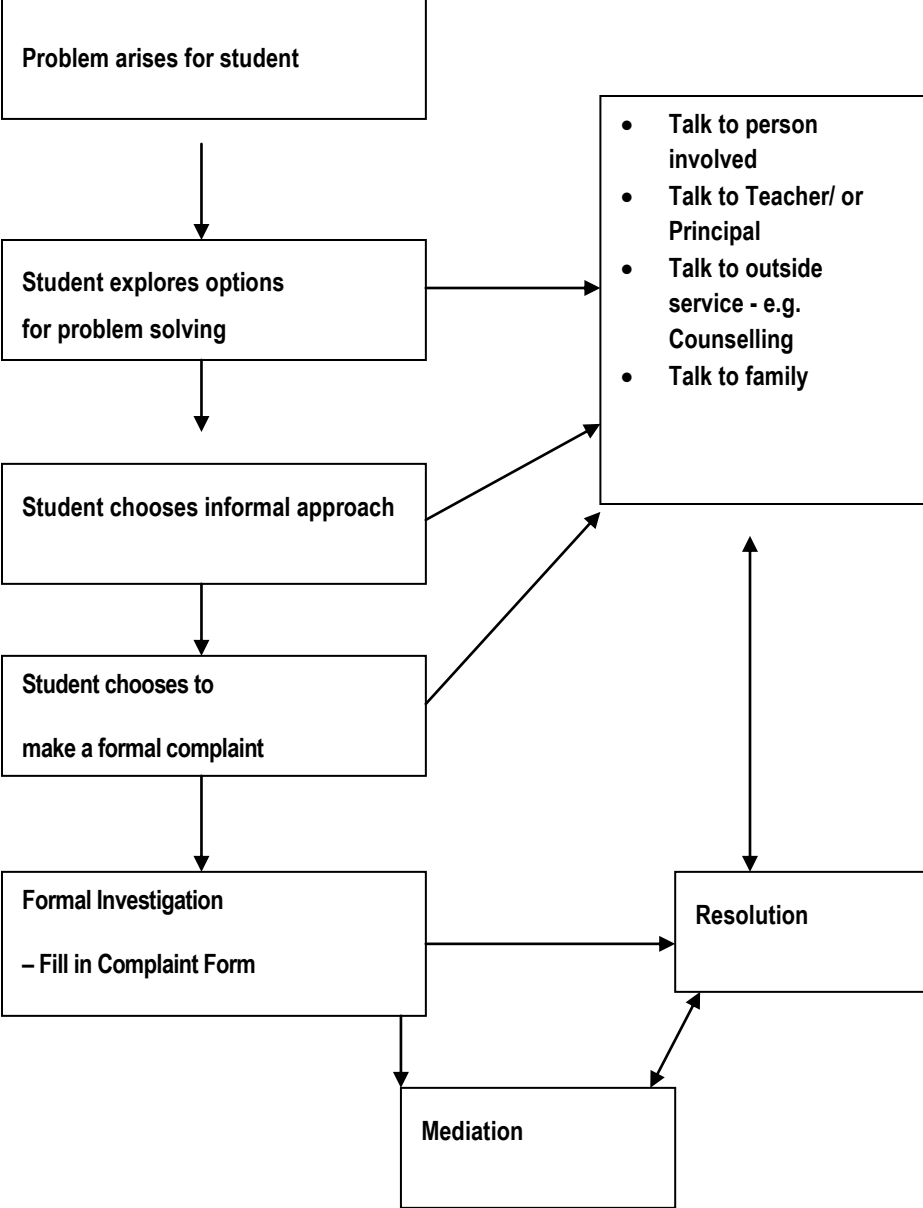 Problem arises for student
• Talk to person
involved
• Talk to Teacher/ or
Principal
• Talk to outside
service - e.g.
Counselling
• Talk to family
Student explores options
for problem solving
Student chooses informal approach
Student chooses to
make a formal complaint
Formal Investigation
– Fill in Complaint Form
Resolution
Mediation